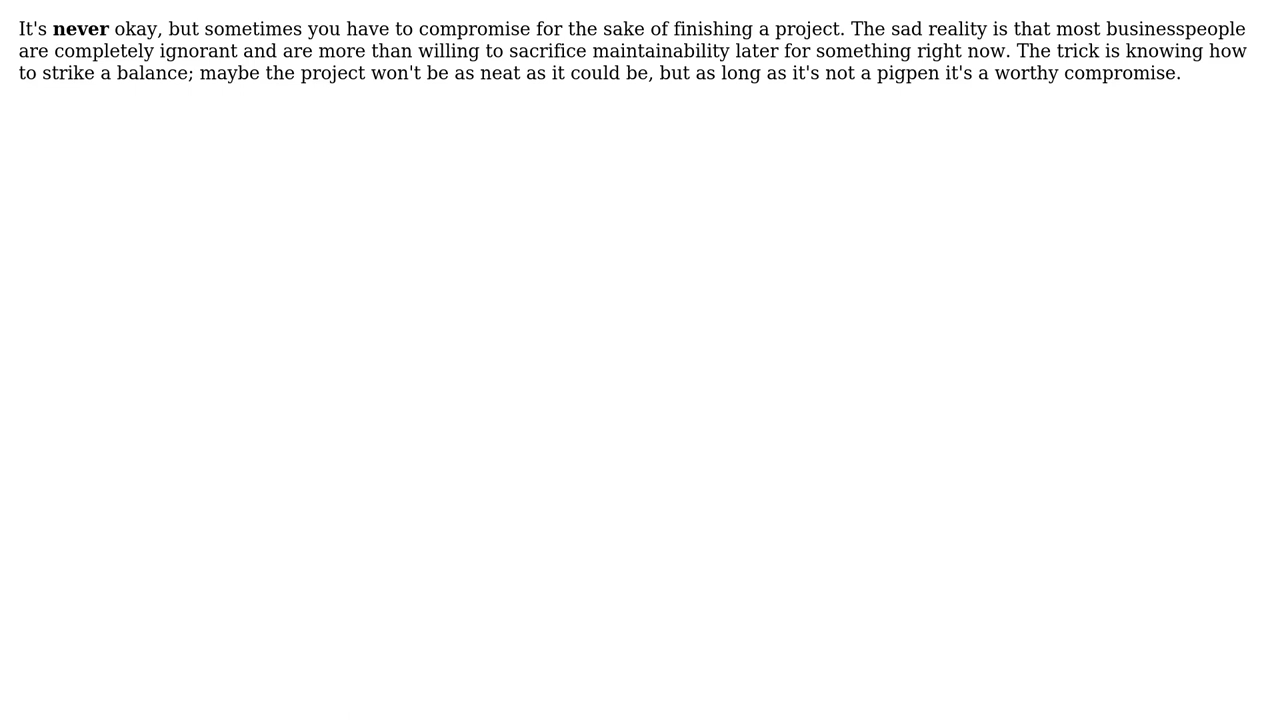 It's never okay, but sometimes you have to compromise for the sake of finishing a project. The sad reality is that most businesspeople
are completely ignorant and are more than willing to sacrifice maintainability later for something right now. The trick is knowing how
to strike a balance; maybe the project won't be as neat as it could be, but as long as it's not a pigpen it's a worthy compromise.